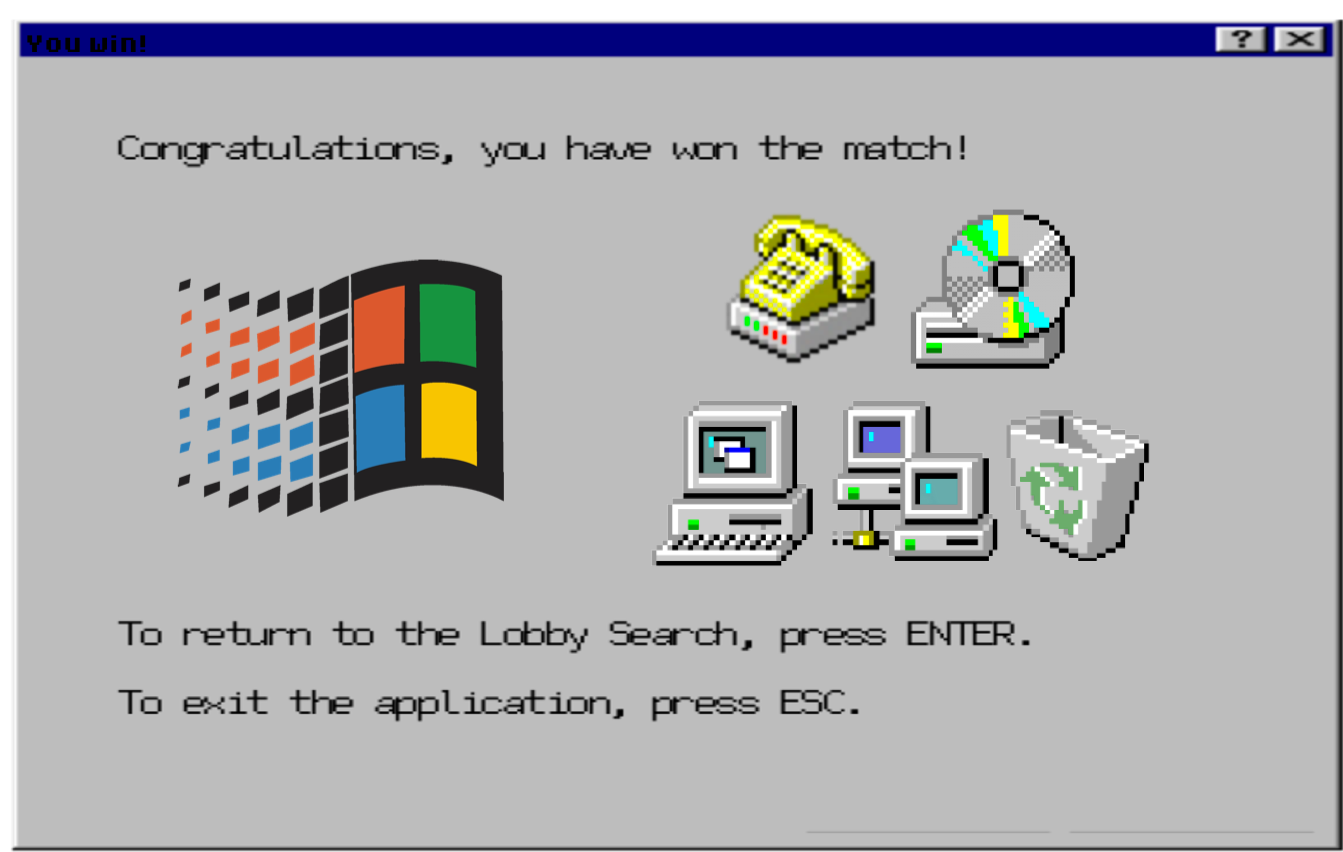 You win!
Congratulations, you have won the match!
To return to the Lobby Search, press ENTER.
To exit the application, press ESC.